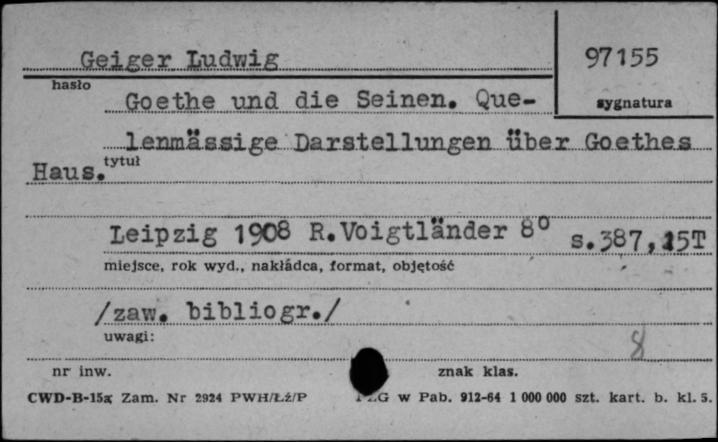 Geiger Ludwig
97155
hasło
sygnatura
Goethe und die Seinen. Que-
lenmässige Darstellungen über Goethes
tytuł
Haus.
Leipzig 1908 R.Voigtländer 8° s.387,15T
miejsce, rok wyd., nakłádca, format, objętość
/zaw. bibliogr./
uwagi:
8
nr inw.
znak klas.
CWD-B-15a; Zam. Nr 2924 PWH/Łż/P
w Pab. 912-64 1 000 000 szt. kart. b. kl. 5.